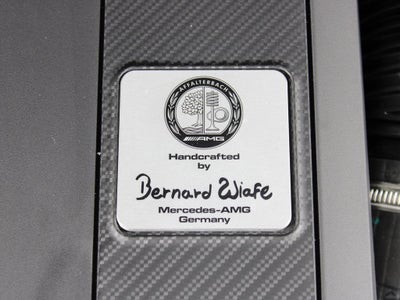 AFFALTERBACH
AMG
Handcrafted
by
Bernard Wiafe
Mercedes-AMG
Germany